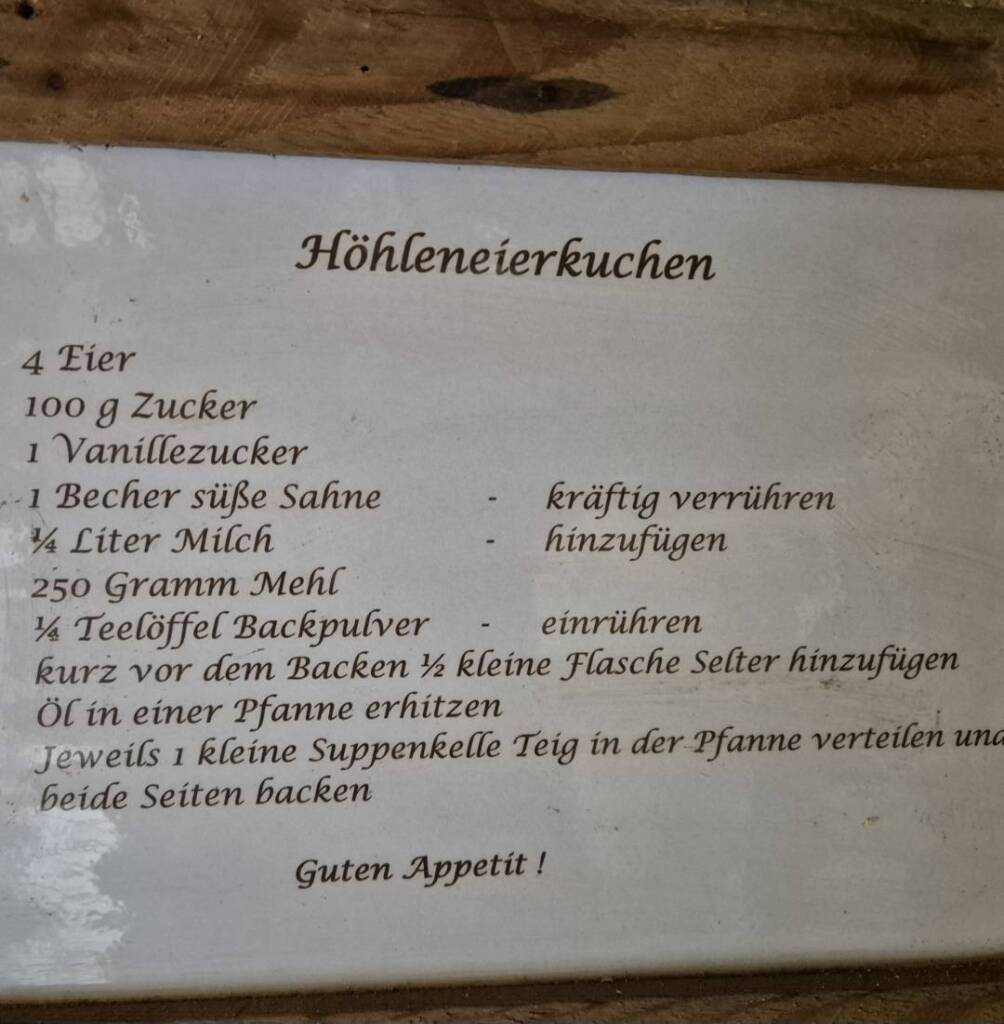 Höhleneierkuchen
4 Eier
100 g Zucker
1 Vanillezucker
1 Becher süße Sahne - kräftig verrühren
¼ Liter Milch - hinzufügen
250 Gramm Mehl
¼ Teelöffel Backpulver - einrühren
kurz vor dem Backen ½ kleine Flasche Selter hinzufügen
Öl in einer Pfanne erhitzen
Jeweils 1 kleine Suppenkelle Teig in der Pfanne verteilen und
beide Seiten backen
Guten Appetit !